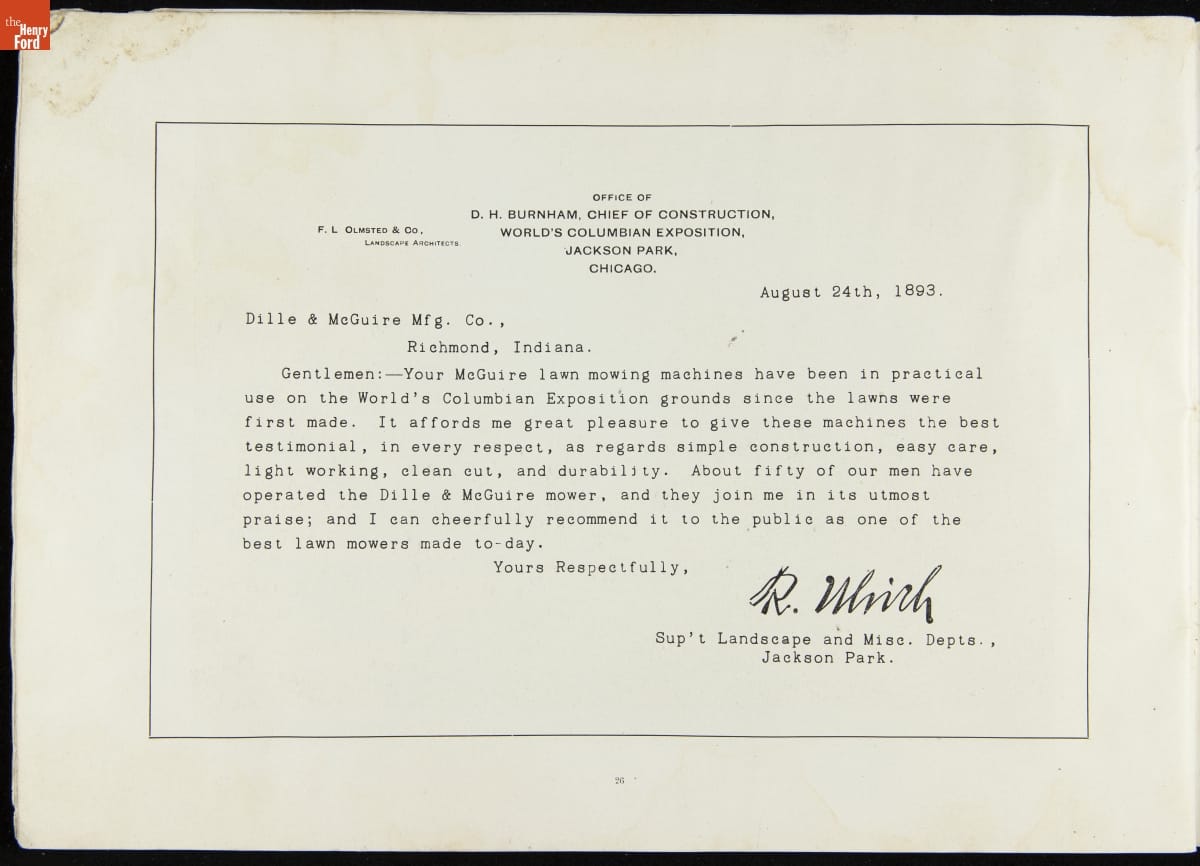 the
Henry
Ford
OFFICE OF
D. H. BURNHAM, CHIEF OF CONSTRUCTION,
F. L OLMSTED & CO,
LANDSCAPE ARCHITECTS.
WORLD'S COLUMBIAN EXPOSITION,
JACKSON PARK,
CHICAGO.
August 24th, 1893.
Dille & McGuire Mfg. Co.,
Richmond, Indiana.
Gentlemen:—Your McGuire lawn mowing machines have been in practical
use on the World's Columbian Exposition grounds since the lawns were
first made. It affords me great pleasure to give these machines the best
testimonial, in every respect, as regards simple construction, easy care,
light working, clean cut, and durability. About fifty of our men have
operated the Dille & McGuire mower, and they join me in its utmost
praise; and I can cheerfully recommend it to the public as one of the
best lawn mowers made to-day.
Yours Respectfully,
R. Ulrich
Sup't Landscape and Misc. Depts.,
Jackson Park.
26